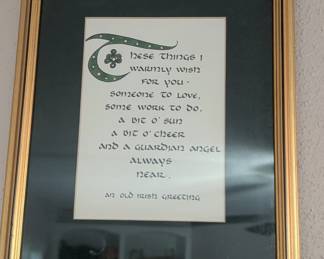 These things I
warmly wish
for you -
someone to love,
some work to do,
a bit o' sun
a bit o' cheer
and a guardian angel
always
near.
an old irish greeting